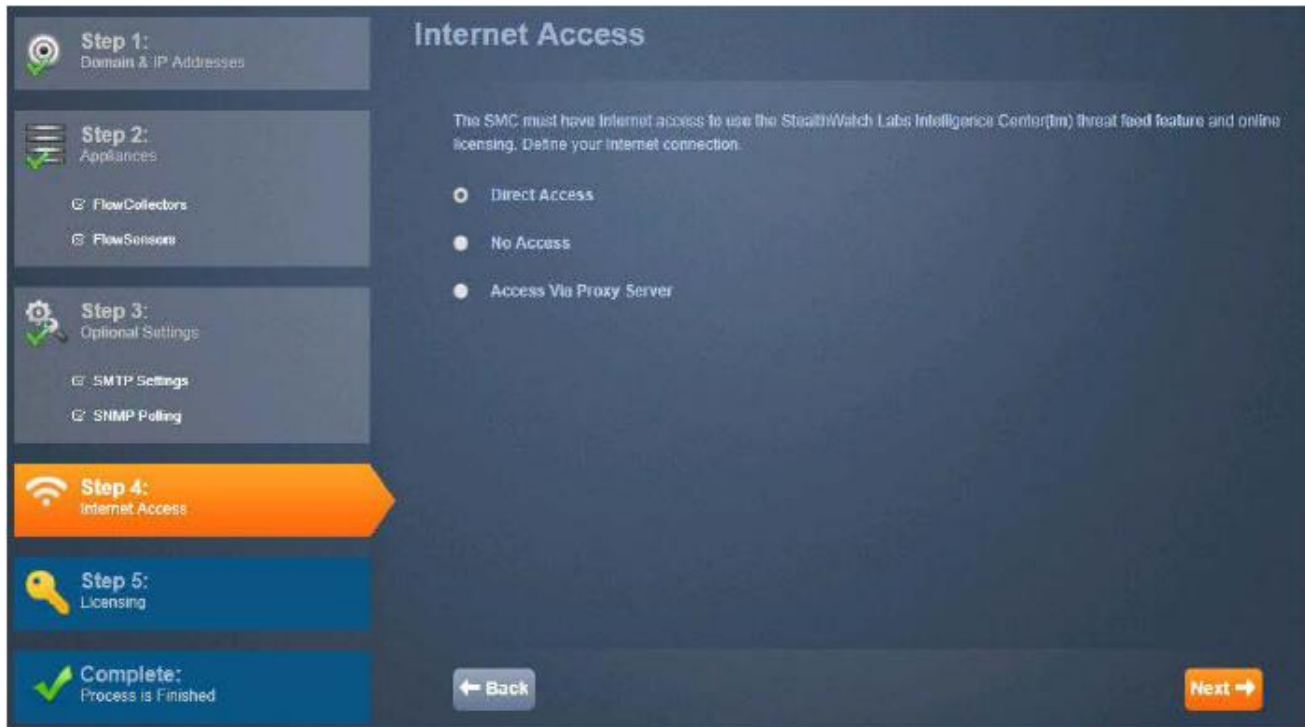 Step 1:
Domain & IP Addresses
Step 2:
Appliances
FlowCollectors
FlowSensors
Step 3:
Optional Settings
SMTP Settings
SNMP Polling
Step 4:
Internet Access
Step 5:
Licensing
Complete:
Process is Finished
Internet Access
The SMC must have Internet access to use the StealthWatch Labs Intelligence Center(tm) threat feed feature and online
licensing. Define your Internet connection.
Direct Access
No Access
Access Via Proxy Server
Back
Next